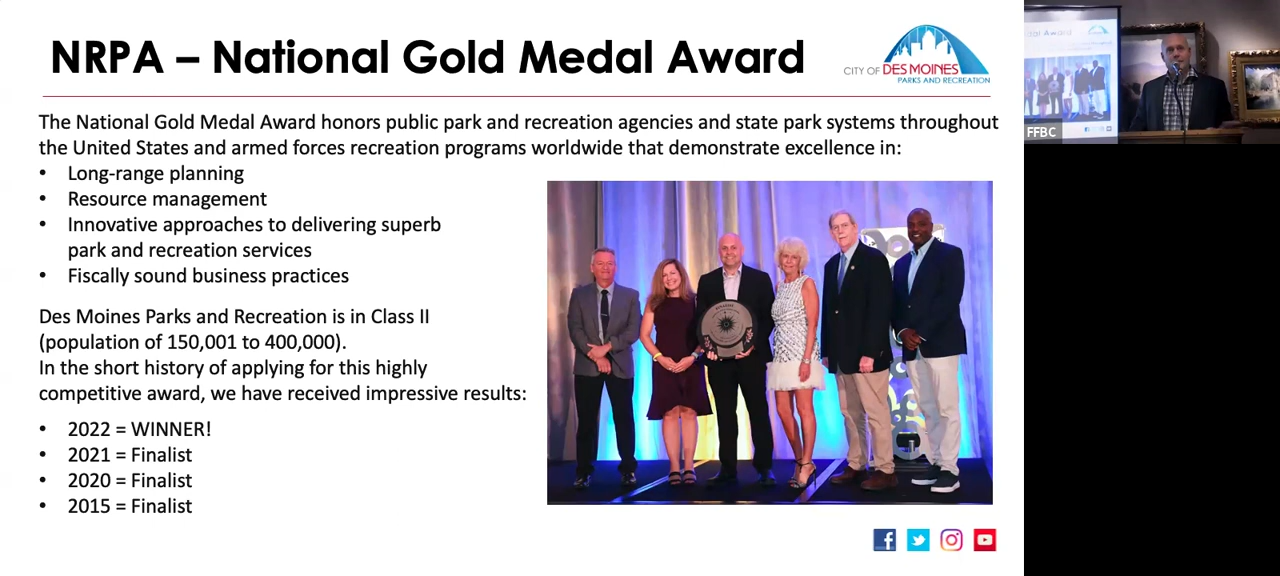 NRPA – National Gold Medal Award
CITY OF DES MOINES
PARKS AND RECREATION
The National Gold Medal Award honors public park and recreation agencies and state park systems throughout
the United States and armed forces recreation programs worldwide that demonstrate excellence in:
• Long-range planning
• Resource management
• Innovative approaches to delivering superb
park and recreation services
• Fiscally sound business practices
Des Moines Parks and Recreation is in Class II
(population of 150,001 to 400,000).
In the short history of applying for this highly
competitive award, we have received impressive results:
• 2022 = WINNER!
• 2021 = Finalist
• 2020 = Finalist
• 2015 = Finalist
dal Award
FFBC